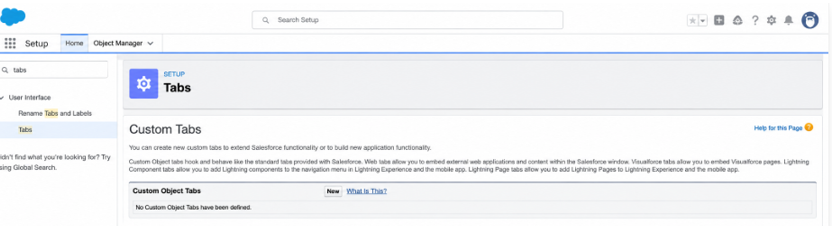 Search Setup
Setup Home Object Manager
tabs
SETUP
Tabs
User Interface
Rename Tabs and Labels
Tabs
Custom Tabs
Help for this Page
You can create new custom tabs to extend Salesforce functionality or to build new application functionality.
Custom Object tabs look and behave like the standard tabs provided with Salesforce. Web tabs allow you to embed external web applications and content within the Salesforce window. Visualforce tabs allow you to embed Visualforce pages. Lightning
Component tabs allow you to add Lightning components to the navigation menu in Lightning Experience and the mobile app. Lightning Page tabs allow you to add Lightning Pages to Lightning Experience and the mobile app.
idn't find what you're looking for? Try
sing Global Search.
Custom Object Tabs New What Is This?
No Custom Object Tabs have been defined.